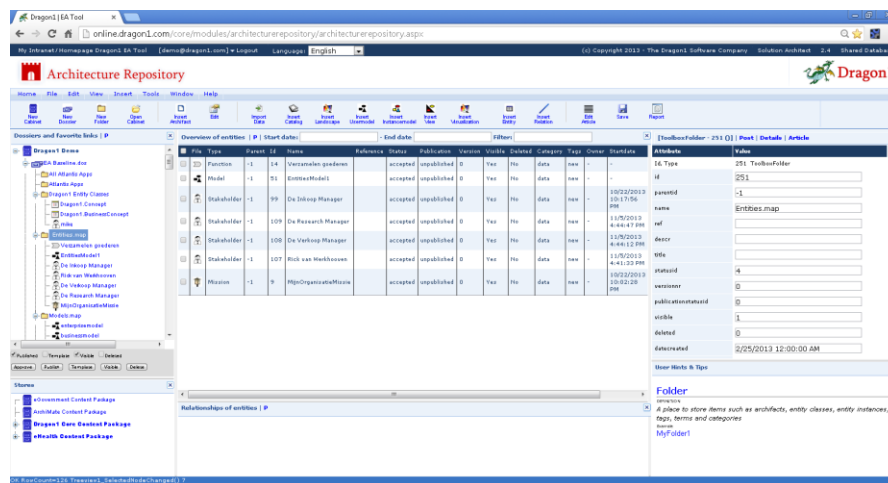 Dragon1 | EA Tool
online.dragon1.com/core/modules/architecturerepository/architecturerepository.aspx
My Intranet/Homepage Dragon1 EA Tool [demo@dragon1.com] Logout Language: English (c) Copyright 2013 - The Dragon1 Software Company Solution Architect 2.4 Shared Databa
Architecture Repository Dragon
Home File Edit View Insert Tools Window Help
New Cabinet New Dossier New Folder Open Cabinet Insert Architect Edit Import Data Insert Catalog Insert Landscape Insert Usermodel Insert Instancemodel Insert View Insert Visualization Insert Entity Insert Relation Edit Article Save Report
Dossiers and favorite links | P
Dragon1 Demo
EA Baseline.dos
All Atlantis Apps
Atlantis Apps
Dragon1 Entity Classes
Dragon1.Concept
Dragon1.BusinessConcept
miks
Entities.map
Verzamelen goederen
EntitiesModel1
De Inkoop Manager
Rick van Werkhooven
De Verkoop Manager
De Research Manager
MijnOrganisatieMissie
Models.map
enterprisemodel
businessmodel
Published Template Visible Deleted
Approve Publish Template Visible Delete
Stores
eGovernment Content Package
ArchiMate Content Package
Dragon1 Core Content Package
eHealth Content Package
Overview of entities | P | Start date: - End date Filter:
File Type Parent Id Name Reference Status Publication Version Visible Deleted Category Tags Owner Startdate
Function -1 14 Verzamelen goederen accepted unpublished 0 Yes No data new - -
Model -1 51 EntitiesModel1 accepted unpublished 0 Yes No data new - -
Stakeholder -1 99 De Inkoop Manager accepted unpublished 0 Yes No data new - 10/22/2013 10:17:56 PM
Stakeholder -1 109 De Research Manager accepted unpublished 0 Yes No data new - 11/5/2013 4:44:47 PM
Stakeholder -1 108 De Verkoop Manager accepted unpublished 0 Yes No data new - 11/5/2013 4:44:12 PM
Stakeholder -1 107 Rick van Werkhooven accepted unpublished 0 Yes No data new - 11/5/2013 4:41:33 PM
Mission -1 9 MijnOrganisatieMissie accepted unpublished 0 Yes No data new - 10/22/2013 10:02:28 PM
Relationships of entities | P
[ToolboxFolder - 251 ()] | Post | Details | Article
Attribute Value
Id, Type 251 ToolboxFolder
id 251
parentid -1
name Entities.map
ref
descr
title
statusid 4
versionnr 0
publicationstatusid 0
visible 1
deleted 0
datecreated 2/25/2013 12:00:00 AM
User Hints & Tips
Folder
A place to store items such as archifacts, entity classes, entity instances,
tags, terms and categories
MyFolder1
OK RowCount=126 Treeview1_SelectedNodeChanged() 7